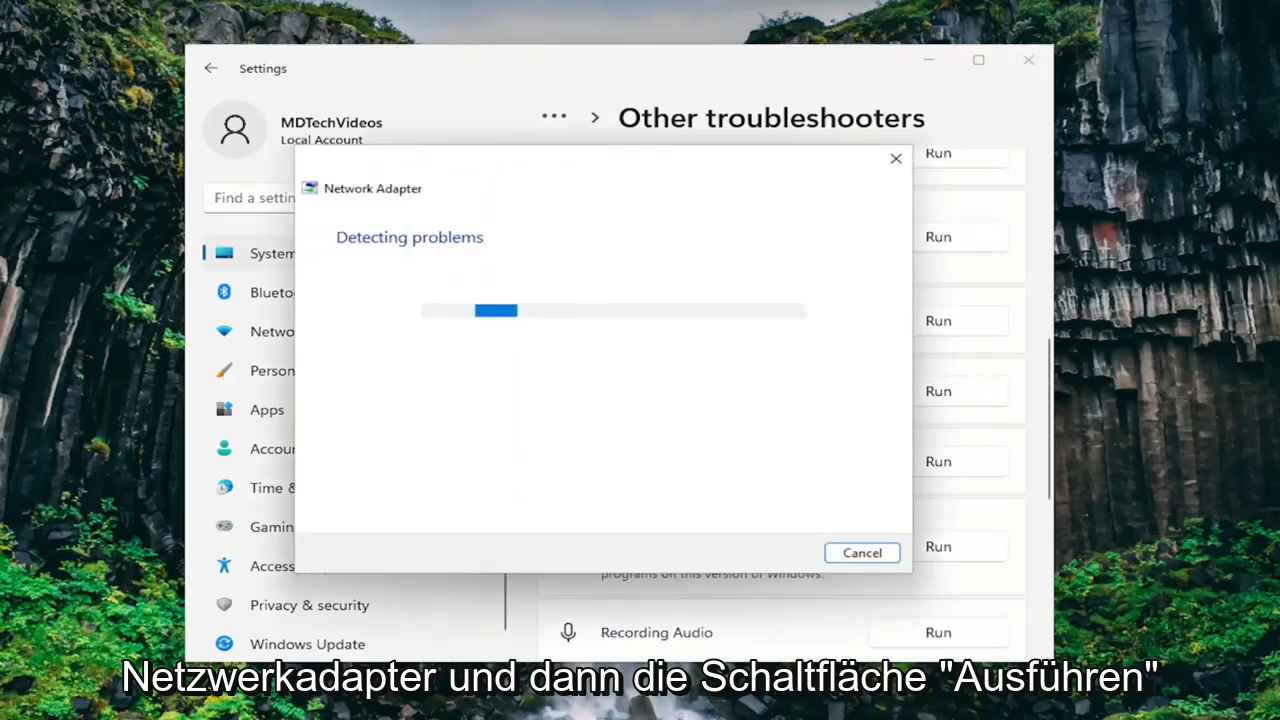 Settings
MDTechVideos
Local Account
Find a settin
System
Blueto
Netwo
Person
Apps
Accour
Time &
Gamin
Access
Privacy & security
Windows Update
... > Other troubleshooters
Run
Network Adapter
Detecting problems
Run
Run
Run
Run
Run
Cancel
programs on this version of Windows.
Recording Audio
Run
Netzwerkadapter und dann die Schaltfläche "Ausführen"